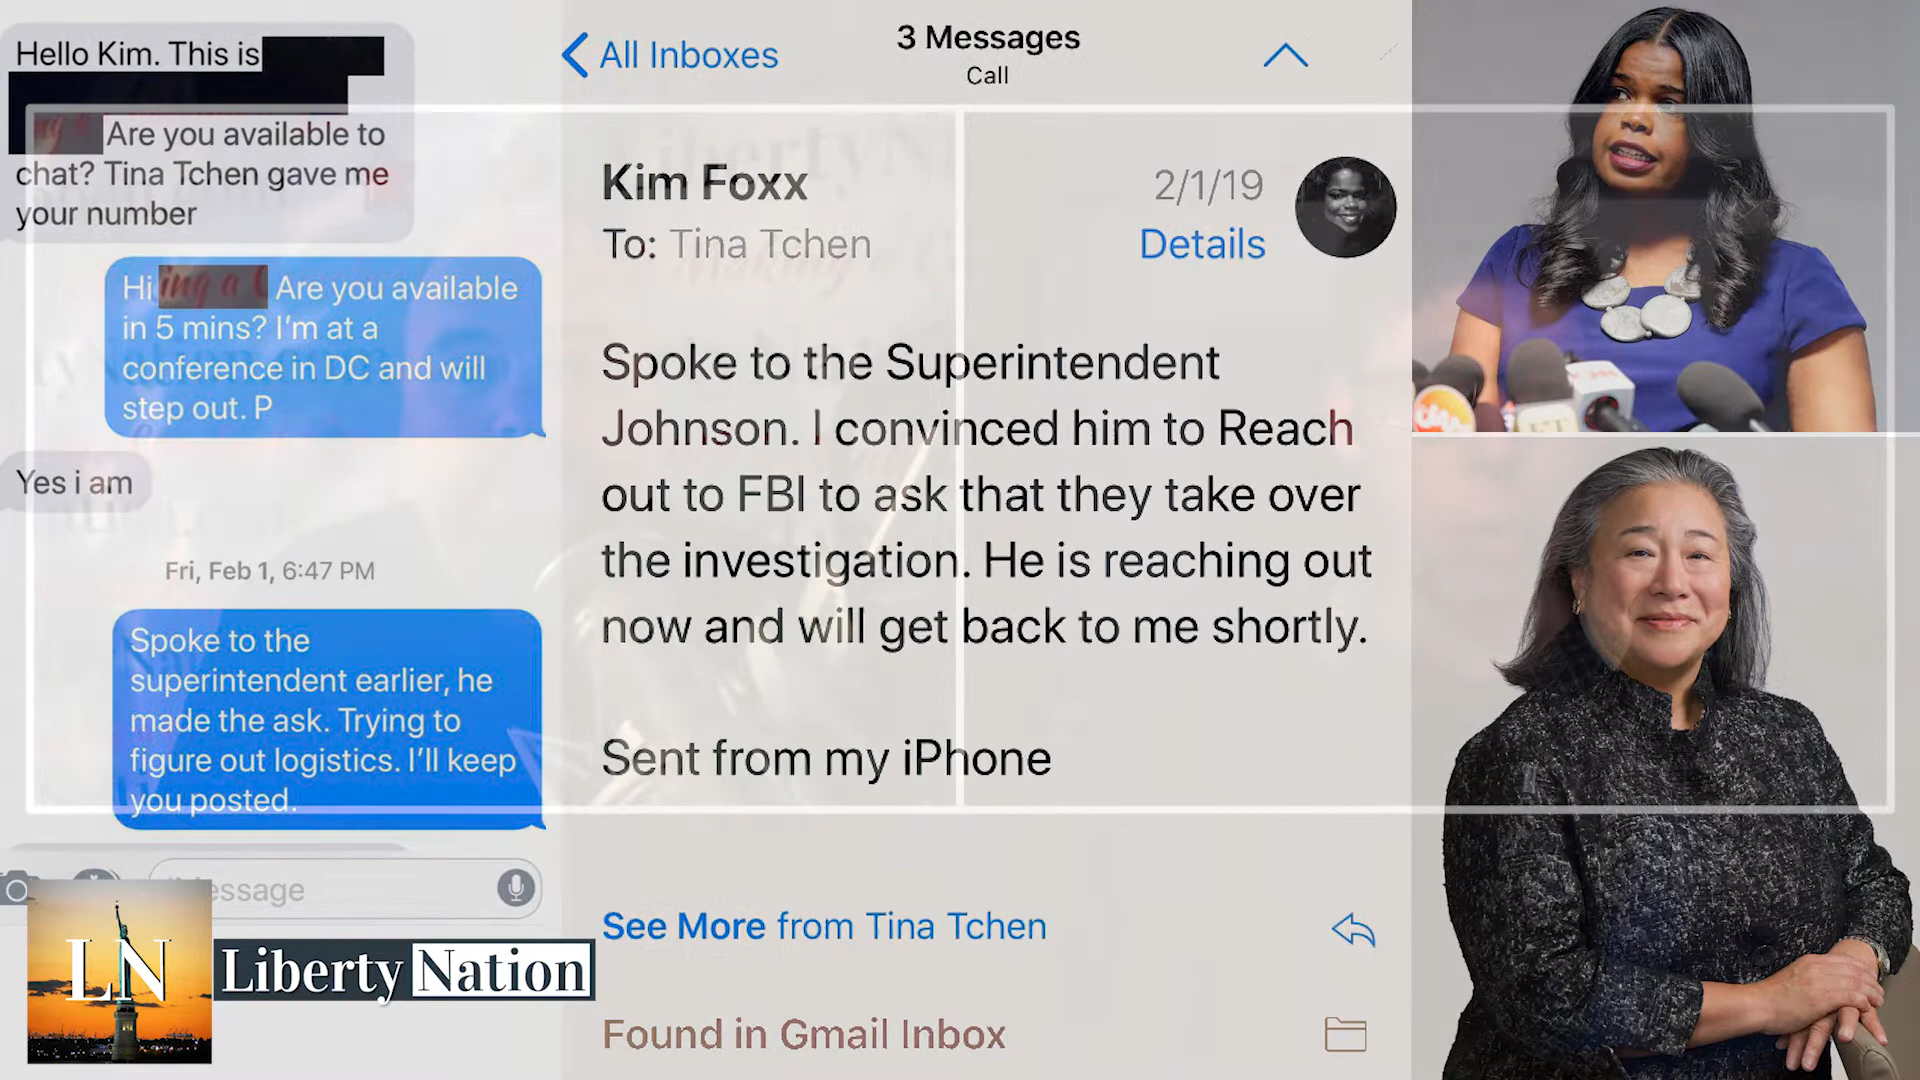 Hello Kim. This is
Are you available to
chat? Tina Tchen gave me
your number
Hi
Are you available
in 5 mins? I'm at a
conference in DC and will
step out. P
Yes i am
Fri, Feb 1, 6:47 PM
Spoke to the
superintendent earlier, he
made the ask. Trying to
figure out logistics. I'll keep
you posted.
All Inboxes
3 Messages
Call
Kim Foxx
2/1/19
To: Tina Tchen
Details
Spoke to the Superintendent
Johnson. I convinced him to Reach
out to FBI to ask that they take over
the investigation. He is reaching out
now and will get back to me shortly.
Sent from my iPhone
See More from Tina Tchen
Found in Gmail Inbox
LN
Liberty Nation